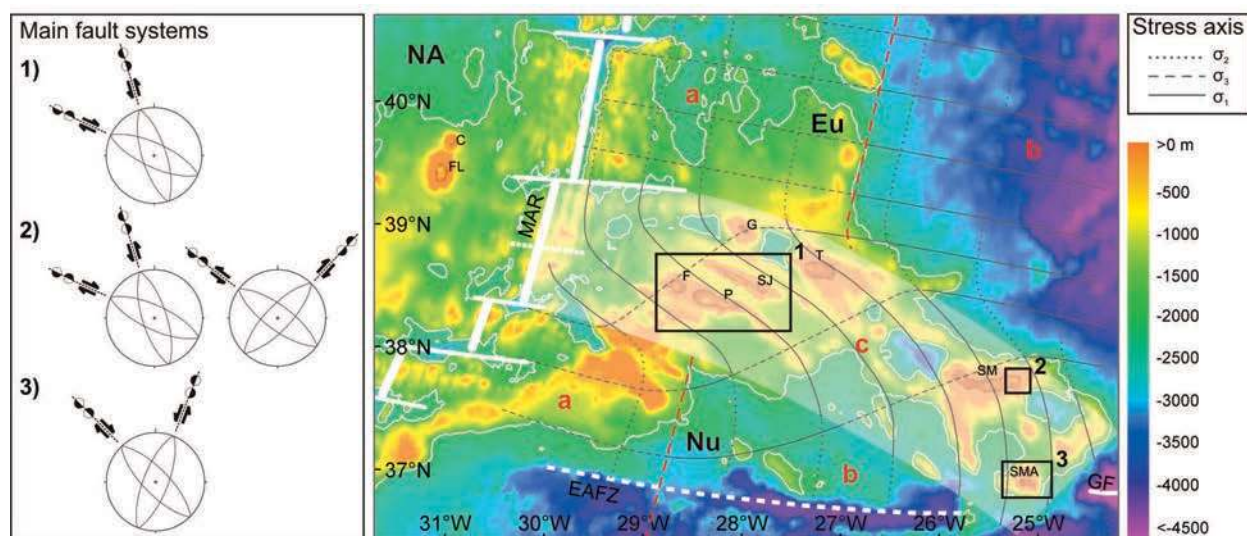 Main fault systems
1)
2)
3)
NA
40°N
C
FL
a
Eu
b
39°N
MAR
G
1
T
F
SJ
P
38°N
c
SM
2
a
Nu
37°N
b
SMA
3
EAFZ
GF
31°W
30°W
29°W
28°W
27°W
26°W
25°W
Stress axis
σ₂
σ₃
σ₁
>0 m
-500
-1000
-1500
-2000
-2500
-3000
-3500
-4000
<-4500